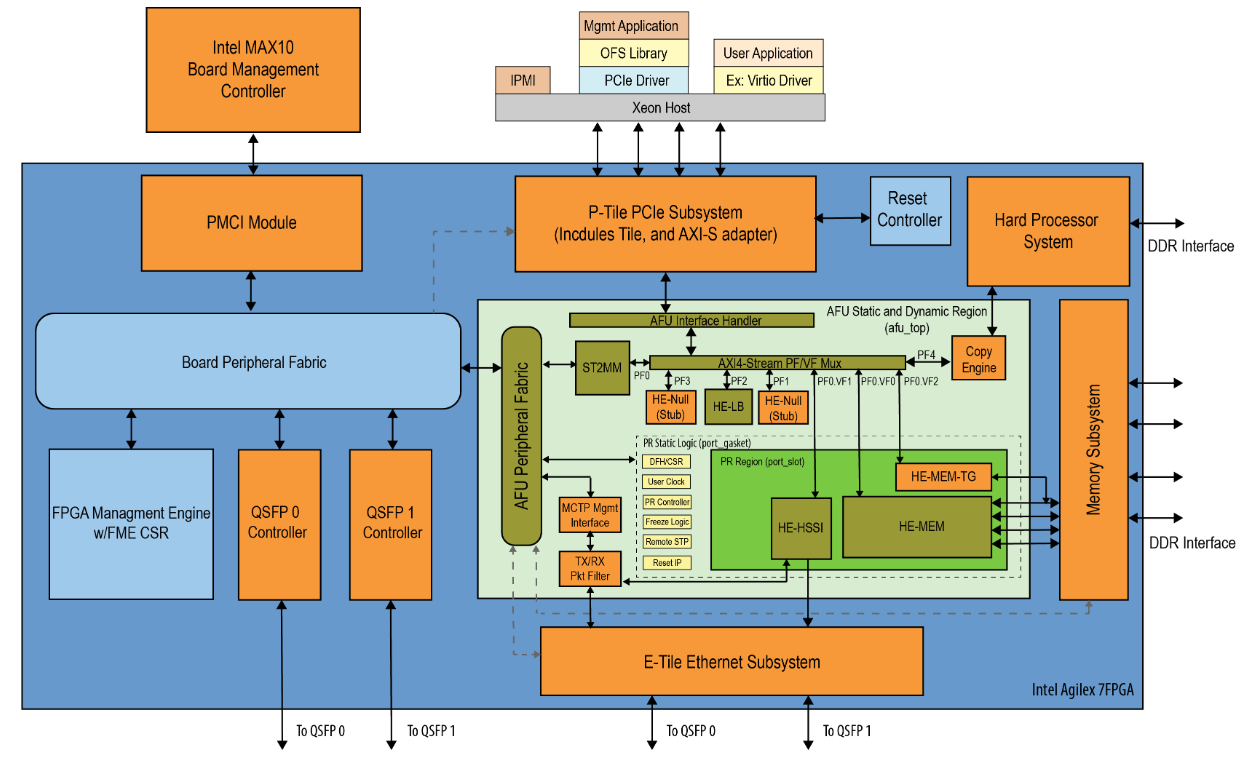 Intel MAX10
Board Management
Controller
Mgmt Application
OFS Library
PCIe Driver
IPMI
User Application
Ex: Virtio Driver
Xeon Host
PMCI Module
P-Tile PCIe Subsystem
(Incdules Tile, and AXI-S adapter)
Reset
Controller
Hard Processor
System
DDR Interface
Board Peripheral Fabric
AFU Interface Handler
AFU Static and Dynamic Region
(afu_top)
AFU Peripheral Fabric
ST2MM
PF0
AXI4-Stream PF/VF Mux
PF4
Copy
Engine
PF3
PF2
PF1
PF0.VF1
PF0.VF0
PF0.VF2
HE-Null
(Stub)
HE-LB
HE-Null
(Stub)
Memory Subsystem
PR Static Logic (port_gasket)
DFH/CSR
User Clock
PR Controller
Freeze Logic
Remote STP
Reset IP
PR Region (port_slot)
HE-MEM-TG
HE-HSSI
HE-MEM
FPGA Managment Engine
w/FME CSR
QSFP 0
Controller
QSFP 1
Controller
MCTP Mgmt
Interface
TX/RX
Pkt Filter
DDR Interface
E-Tile Ethernet Subsystem
Intel Agilex 7FPGA
To QSFP 0
To QSFP 1
To QSFP 0
To QSFP 1